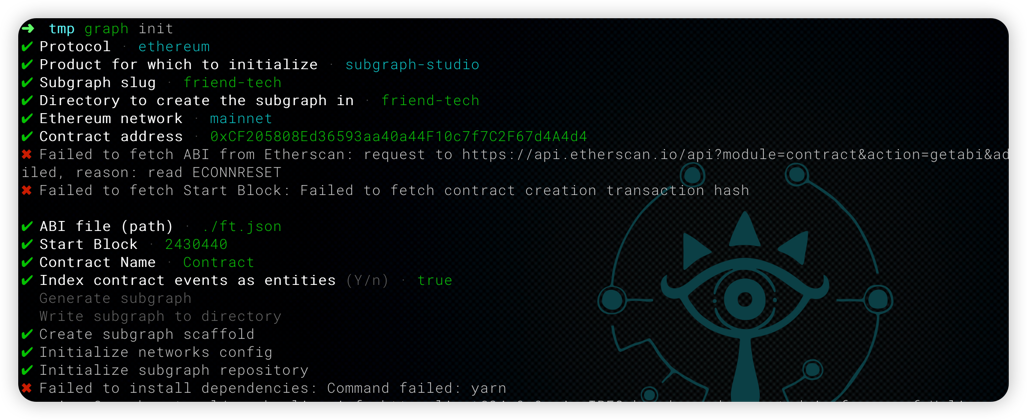 ➜ tmp graph init
✔ Protocol · ethereum
✔ Product for which to initialize · subgraph-studio
✔ Subgraph slug · friend-tech
✔ Directory to create the subgraph in · friend-tech
✔ Ethereum network · mainnet
✔ Contract address · 0xCF205808Ed36593aa40a44F10c7f7C2F67d4A4d4
✖ Failed to fetch ABI from Etherscan: request to https://api.etherscan.io/api?module=contract&action=getabi&ad
iled, reason: read ECONNRESET
✖ Failed to fetch Start Block: Failed to fetch contract creation transaction hash
✔ ABI file (path) · ./ft.json
✔ Start Block · 2430440
✔ Contract Name · Contract
✔ Index contract events as entities (Y/n) · true
Generate subgraph
Write subgraph to directory
✔ Create subgraph scaffold
✔ Initialize networks config
✔ Initialize subgraph repository
✖ Failed to install dependencies: Command failed: yarn